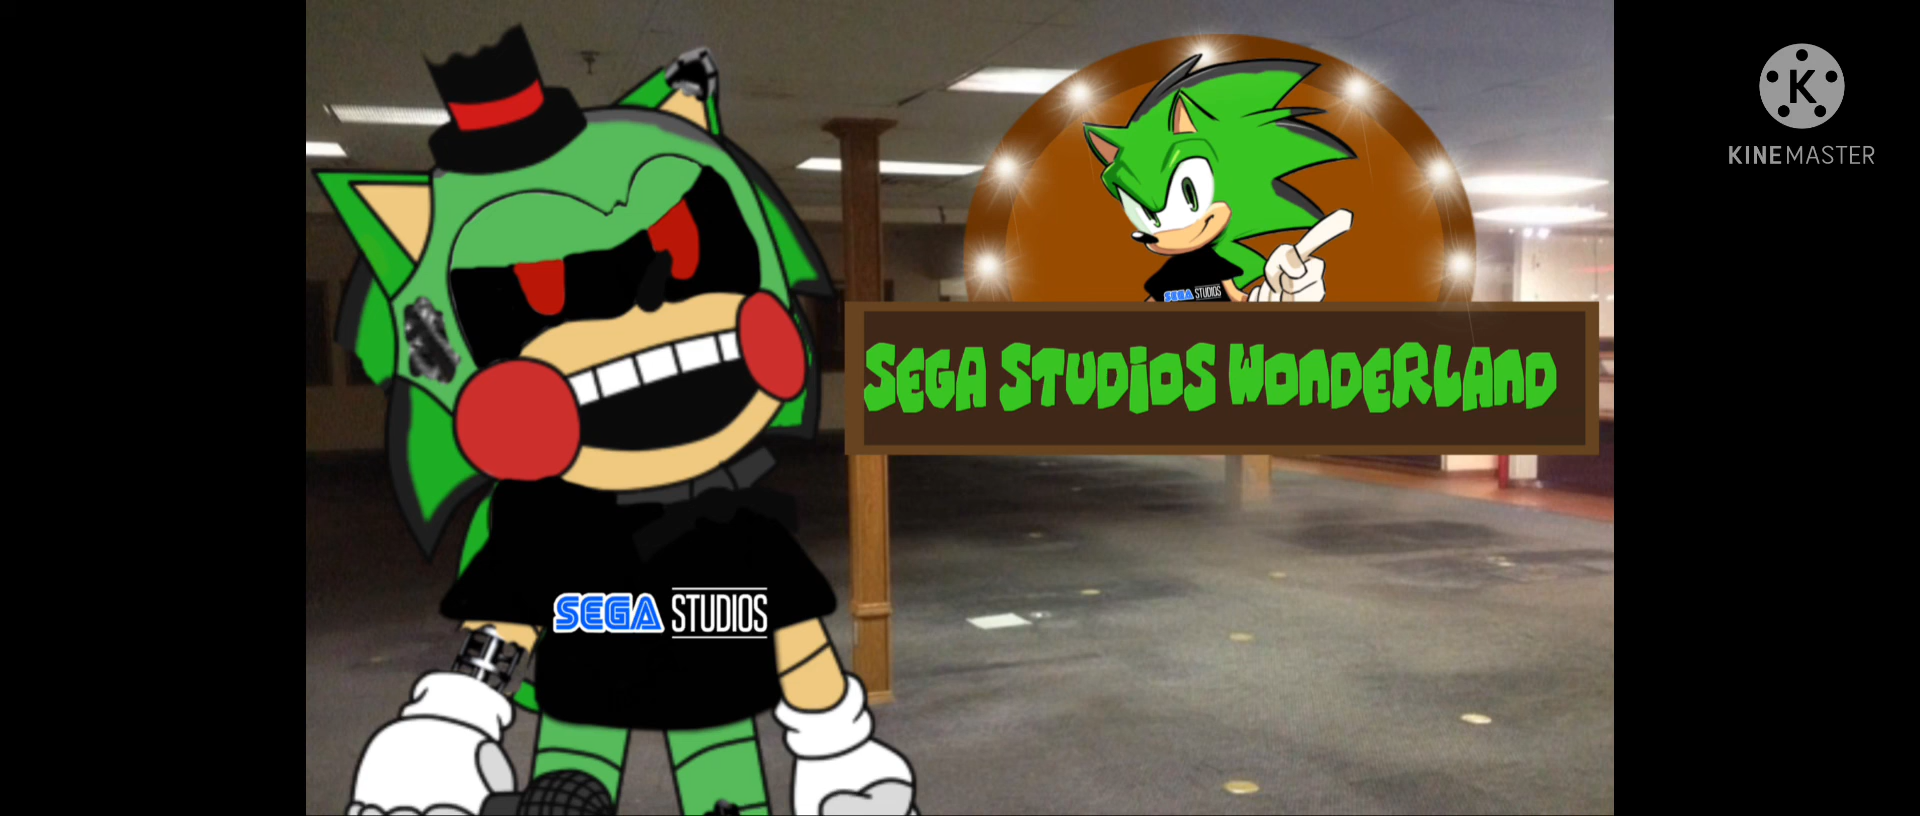 K
KINEMASTER
SEGA STUDIOS
SEGA STUDIOS WONDERLAND
SEGA STUDIOS